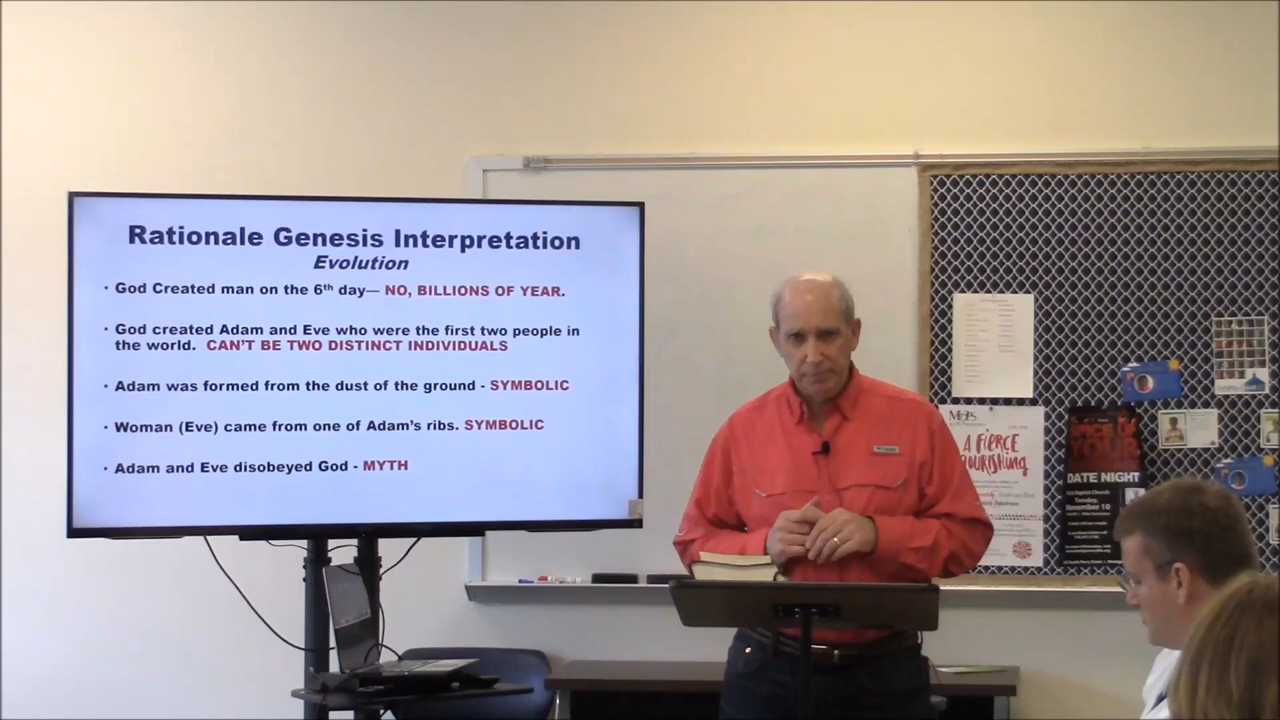 Rationale Genesis Interpretation
Evolution
• God Created man on the 6th day— NO, BILLIONS OF YEAR.
• God created Adam and Eve who were the first two people in
the world. CAN'T BE TWO DISTINCT INDIVIDUALS
• Adam was formed from the dust of the ground - SYMBOLIC
• Woman (Eve) came from one of Adam's ribs. SYMBOLIC
• Adam and Eve disobeyed God - MYTH
A FIERCE
flourishing
DATE NIGHT
1st Baptist Church
Tuesday,
November 10